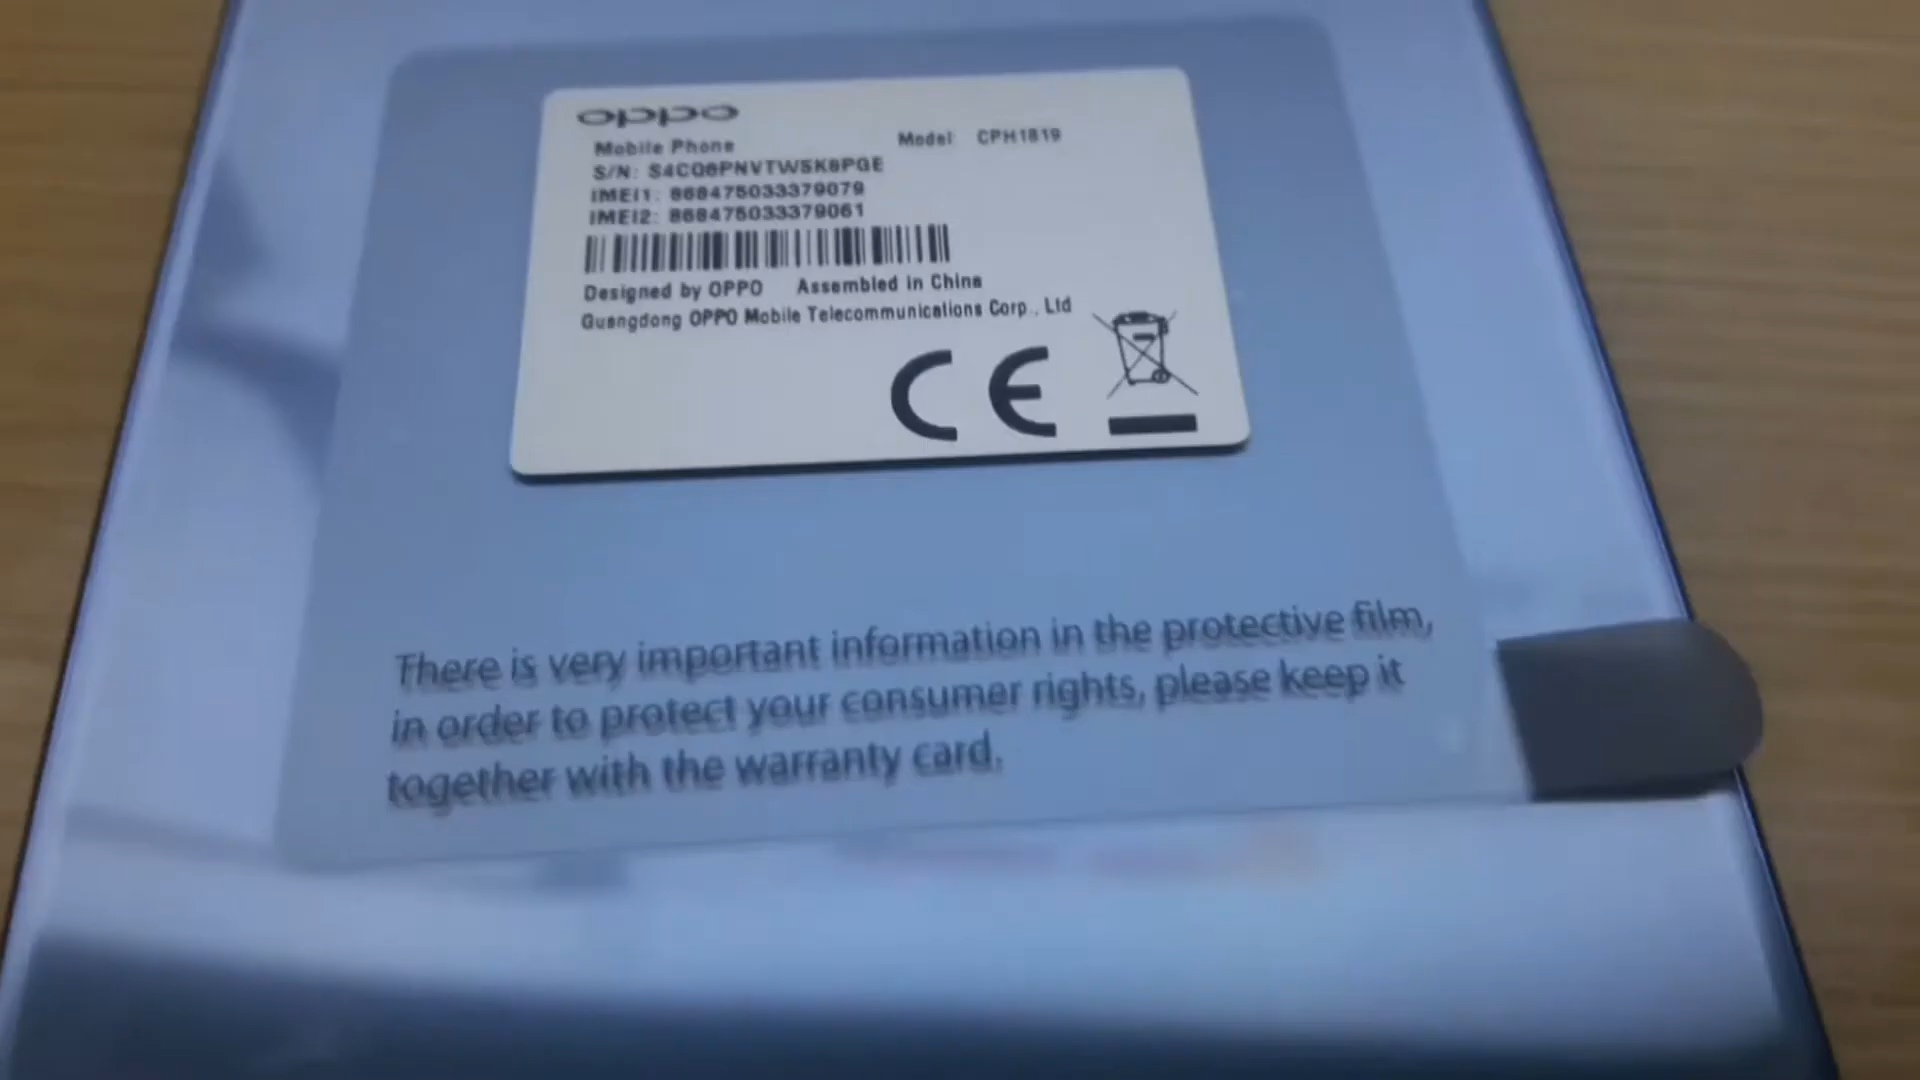 oppo
Mobile Phone Model: CPH1819
S/N: S4CQ6PNVTWSK6PGE
IMEI1: 868475033379079
IMEI2: 868475033379061
Designed by OPPO Assembled in China
Guangdong OPPO Mobile Telecommunications Corp., Ltd
CE
There is very important information in the protective film,
in order to protect your consumer rights, please keep it
together with the warranty card.